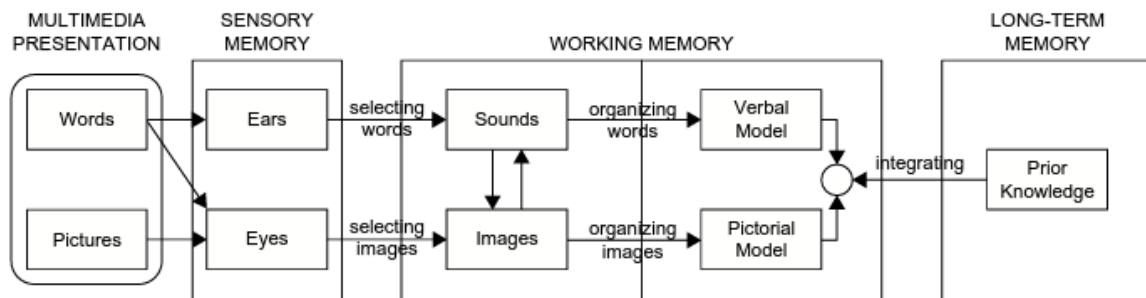 MULTIMEDIA
PRESENTATION
SENSORY
MEMORY
WORKING MEMORY
LONG-TERM
MEMORY
Words
Ears
selecting
words
Sounds
organizing
words
Verbal
Model
integrating
Prior
Knowledge
Pictures
Eyes
selecting
images
Images
organizing
images
Pictorial
Model